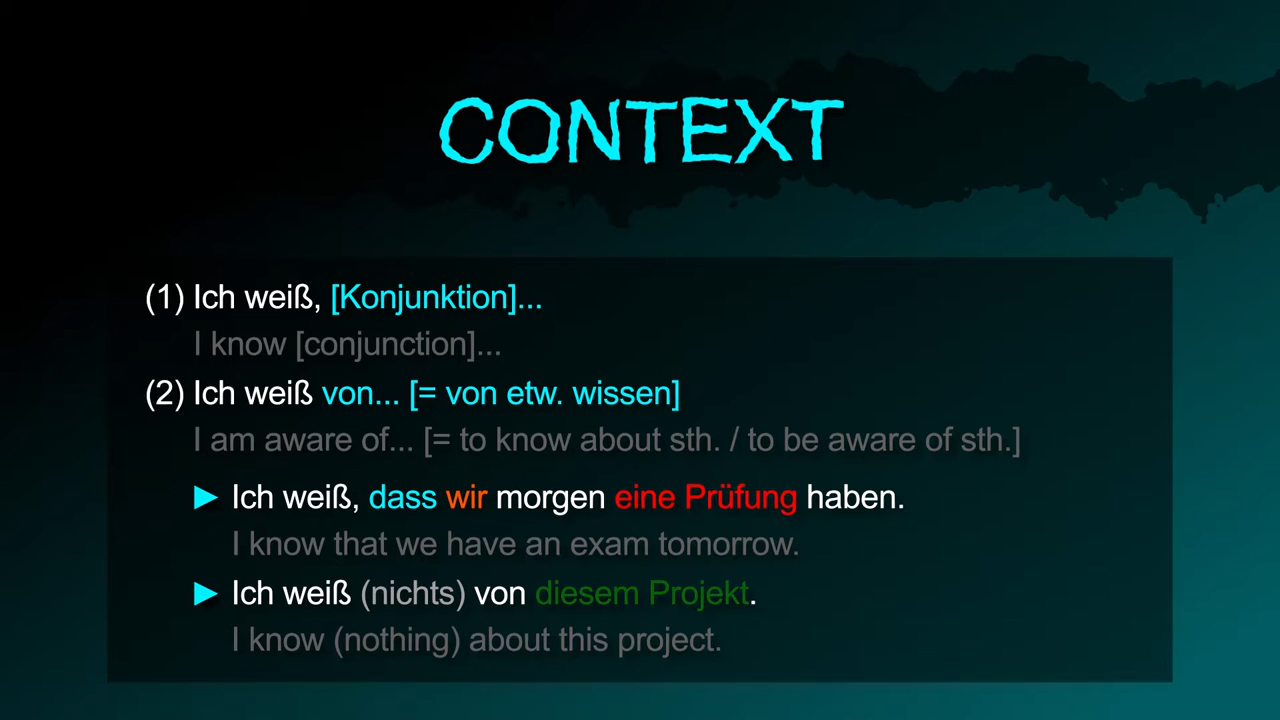 CONTEXT
(1) Ich weiß, [Konjunktion]...
I know [conjunction]...
(2) Ich weiß von... [= von etw. wissen]
I am aware of... [= to know about sth. / to be aware of sth.]
► Ich weiß, dass wir morgen eine Prüfung haben.
I know that we have an exam tomorrow.
► Ich weiß (nichts) von diesem Projekt.
I know (nothing) about this project.